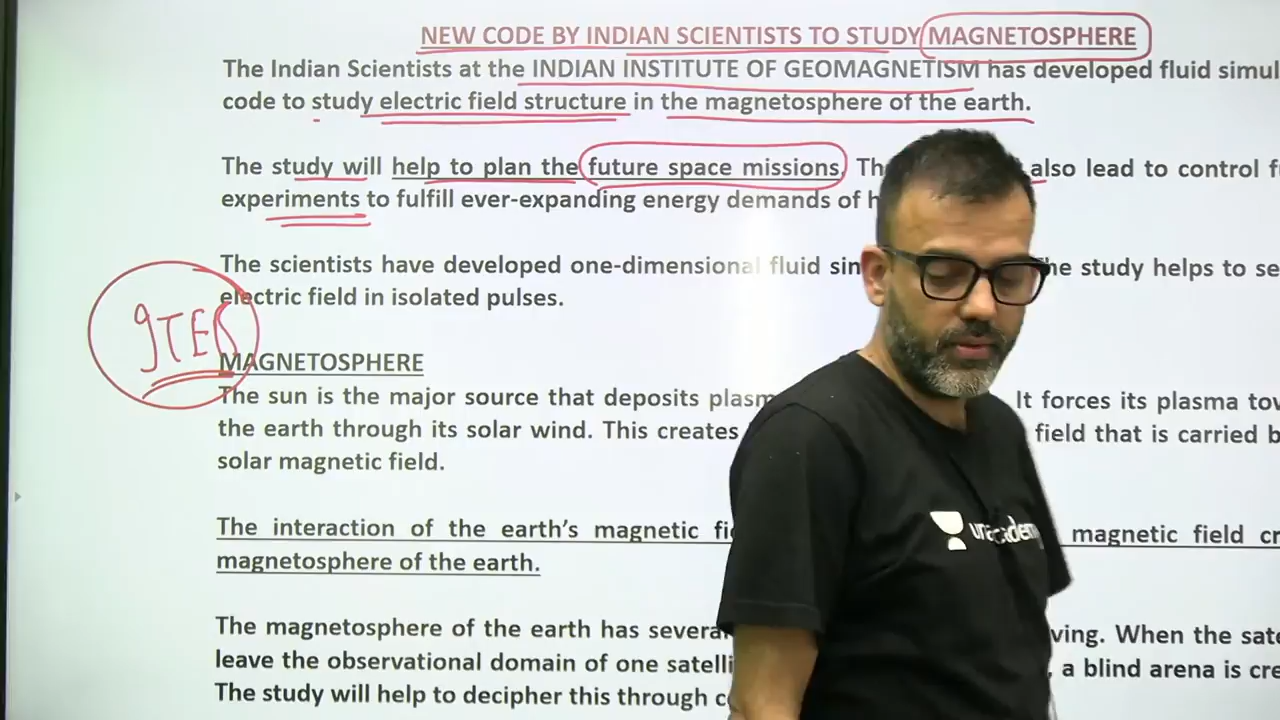 NEW CODE BY INDIAN SCIENTISTS TO STUDY MAGNETOSPHERE
The Indian Scientists at the INDIAN INSTITUTE OF GEOMAGNETISM has developed fluid simul
code to study electric field structure in the magnetosphere of the earth.
The study will help to plan the future space missions. Th also lead to control f
experiments to fulfill ever-expanding energy demands of h
The scientists have developed one-dimensional fluid sim he study helps to se
electric field in isolated pulses.
MAGNETOSPHERE
The sun is the major source that deposits plasm It forces its plasma tow
the earth through its solar wind. This creates field that is carried b
solar magnetic field.
The interaction of the earth's magnetic fi magnetic field cr
magnetosphere of the earth.
The magnetosphere of the earth has several ving. When the sate
leave the observational domain of one satelli , a blind arena is cre
The study will help to decipher this through c
unacademy